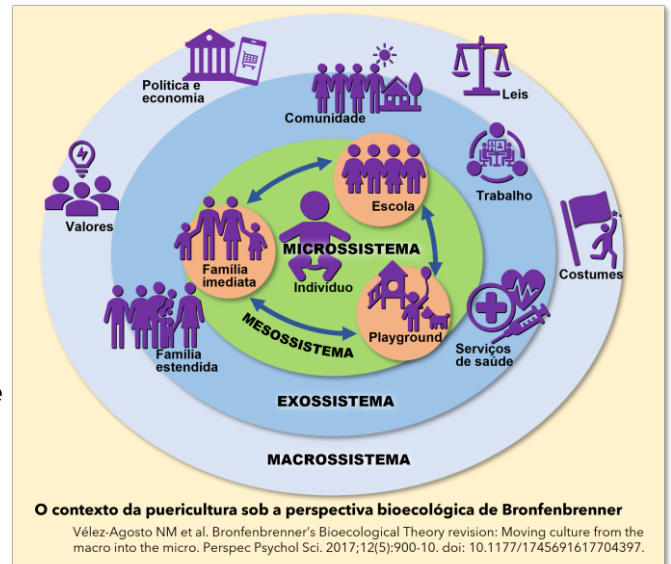 Política e
economia
Leis
Comunidade
Trabalho
Valores
Escola
MICROSSISTEMA
Família
imediata
Indivíduo
Costumes
Playground
MESOSSISTEMA
Família
estendida
Serviços
de saúde
EXOSSISTEMA
MACROSSISTEMA
e
O contexto da puericultura sob a perspectiva bioecológica de Bronfenbrenner
Vélez-Agosto NM et al. Bronfenbrenner's Bioecological Theory revision: Moving culture from the
macro into the micro. Perspec Psychol Sci. 2017;12(5):900-10. doi: 10.1177/1745691617704397.